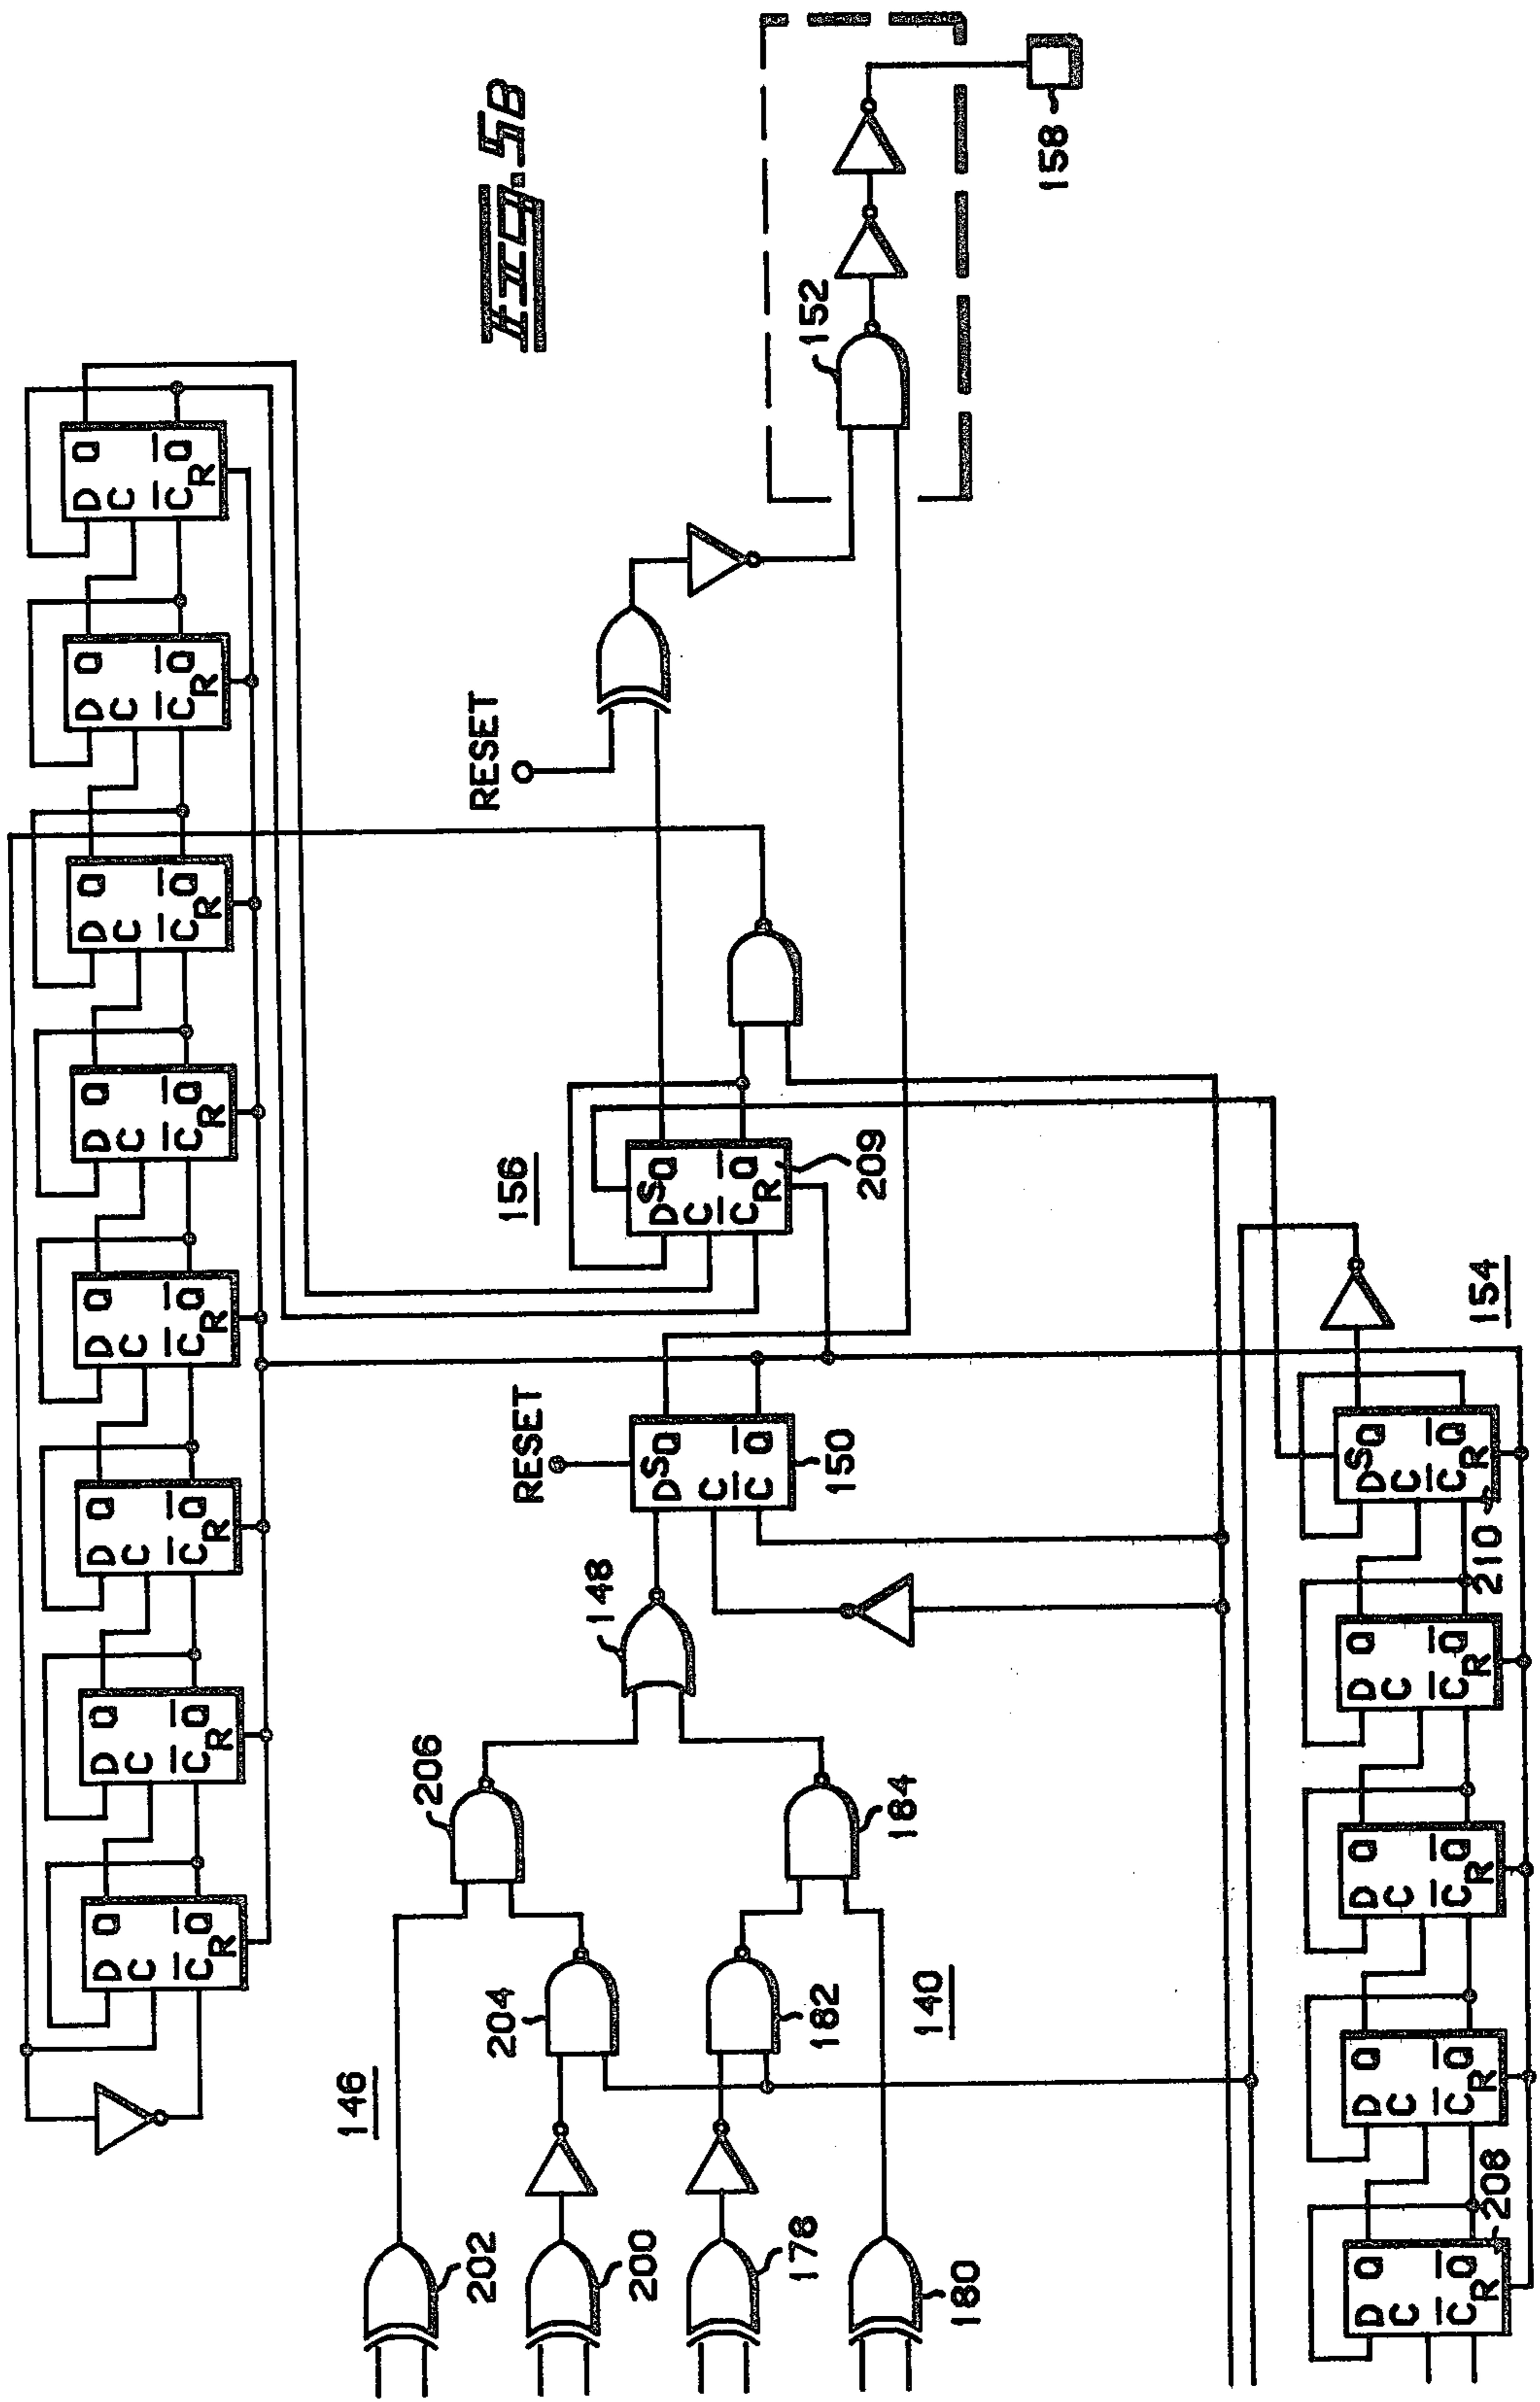 D Q
C
C̅ Q̅
R
D Q
C
C̅ Q̅
R
D Q
C
C̅ Q̅
R
D Q
C
C̅ Q̅
R
D Q
C
C̅ Q̅
R
D Q
C
C̅ Q̅
R
D Q
C
C̅ Q̅
R
D Q
C
C̅ Q̅
R
FIG. 5B
146
202
200
178
180
204
182
140
206
184
148
RESET
S
D Q
C
C̅ Q̅
150
156
S
D Q
C
C̅ Q̅
R
209
RESET
152
158
D Q
C
C̅ Q̅
R
208
D Q
C
C̅ Q̅
R
D Q
C
C̅ Q̅
R
D Q
C
C̅ Q̅
R
210
S
D Q
C
C̅ Q̅
R
154